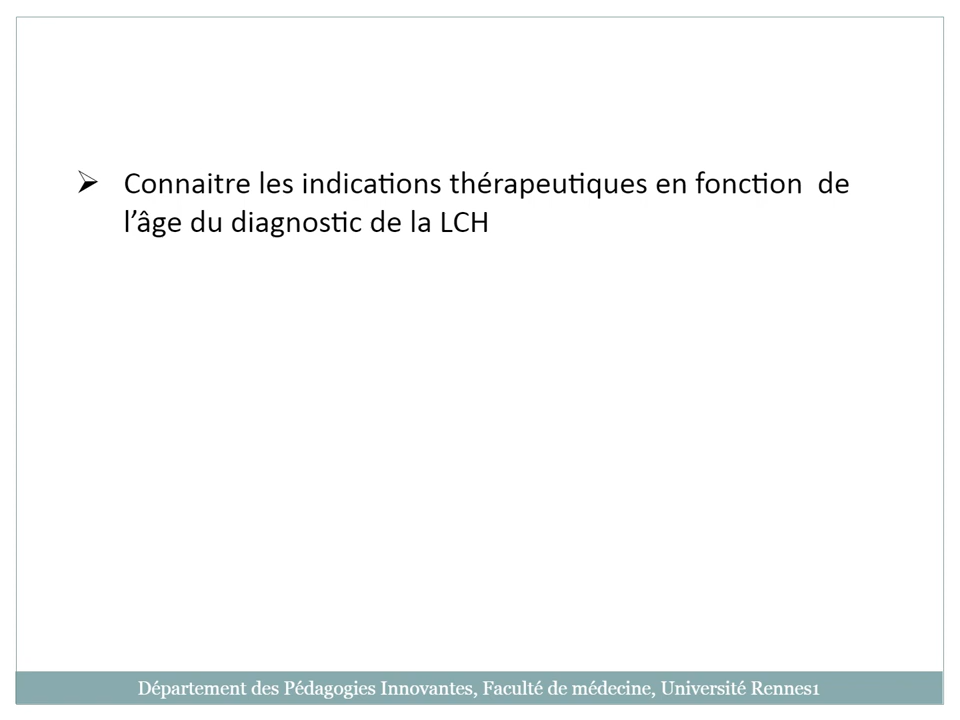 ➢ Connaitre les indications thérapeutiques en fonction  de
l’âge du diagnostic de la LCH
Département des Pédagogies Innovantes, Faculté de médecine, Université Rennes1